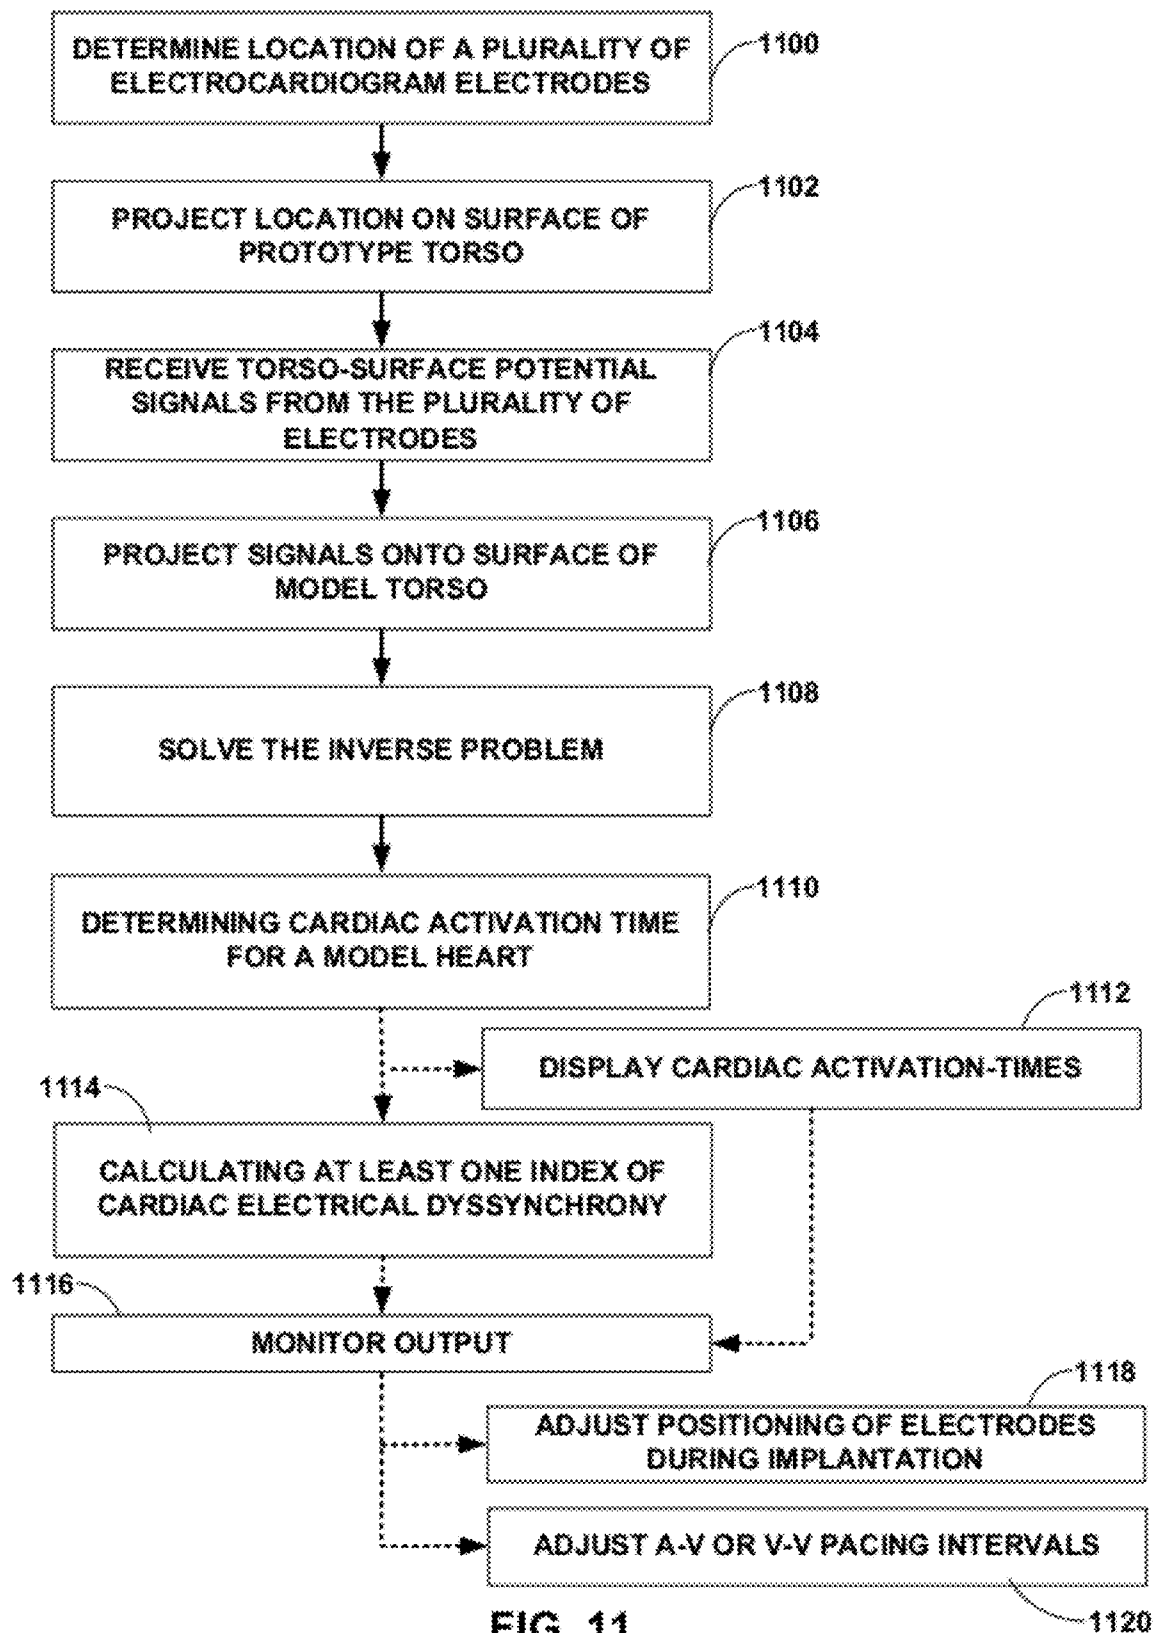 1100
DETERMINE LOCATION OF A PLURALITY OF
ELECTROCARDIOGRAM ELECTRODES
1102
PROJECT LOCATION ON SURFACE OF
PROTOTYPE TORSO
1104
RECEIVE TORSO-SURFACE POTENTIAL
SIGNALS FROM THE PLURALITY OF
ELECTRODES
1106
PROJECT SIGNALS ONTO SURFACE OF
MODEL TORSO
1108
SOLVE THE INVERSE PROBLEM
1110
DETERMINING CARDIAC ACTIVATION TIME
FOR A MODEL HEART
1112
DISPLAY CARDIAC ACTIVATION-TIMES
1114
CALCULATING AT LEAST ONE INDEX OF
CARDIAC ELECTRICAL DYSSYNCHRONY
1116
MONITOR OUTPUT
1118
ADJUST POSITIONING OF ELECTRODES
DURING IMPLANTATION
ADJUST A-V OR V-V PACING INTERVALS
1120
FIG. 11